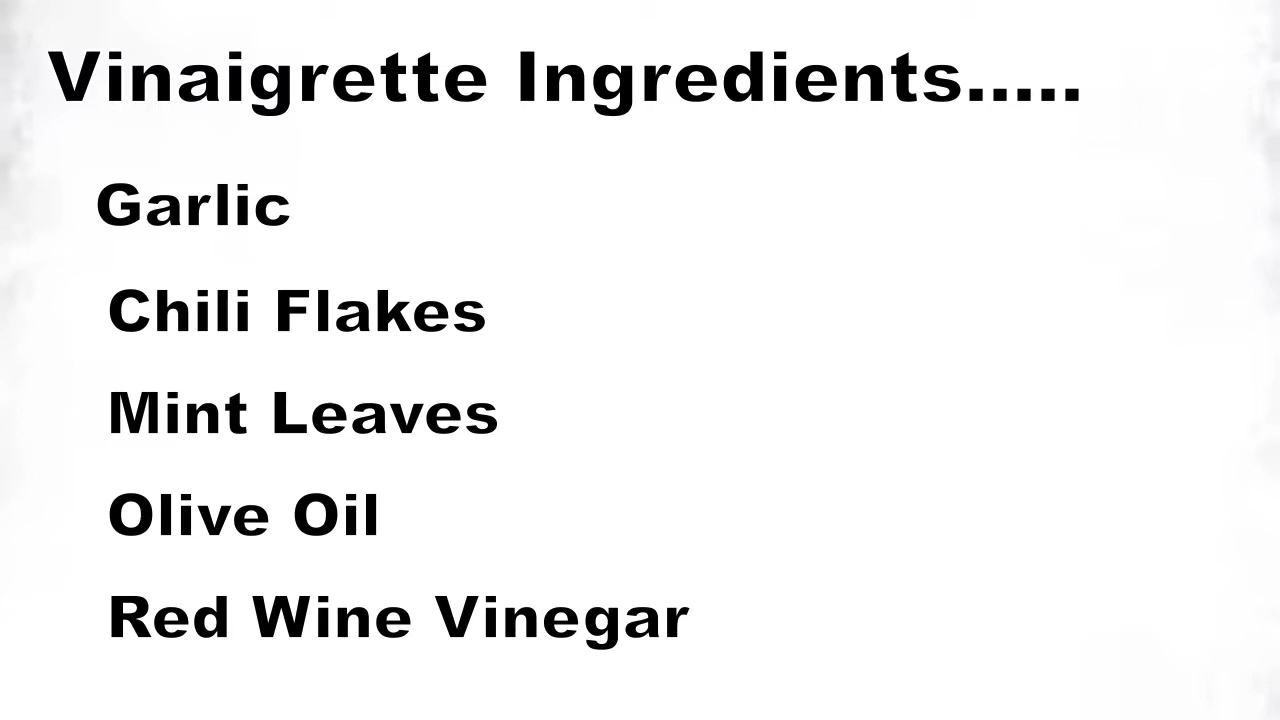 Vinaigrette Ingredients.....
Garlic
Chili Flakes
Mint Leaves
Olive Oil
Red Wine Vinegar